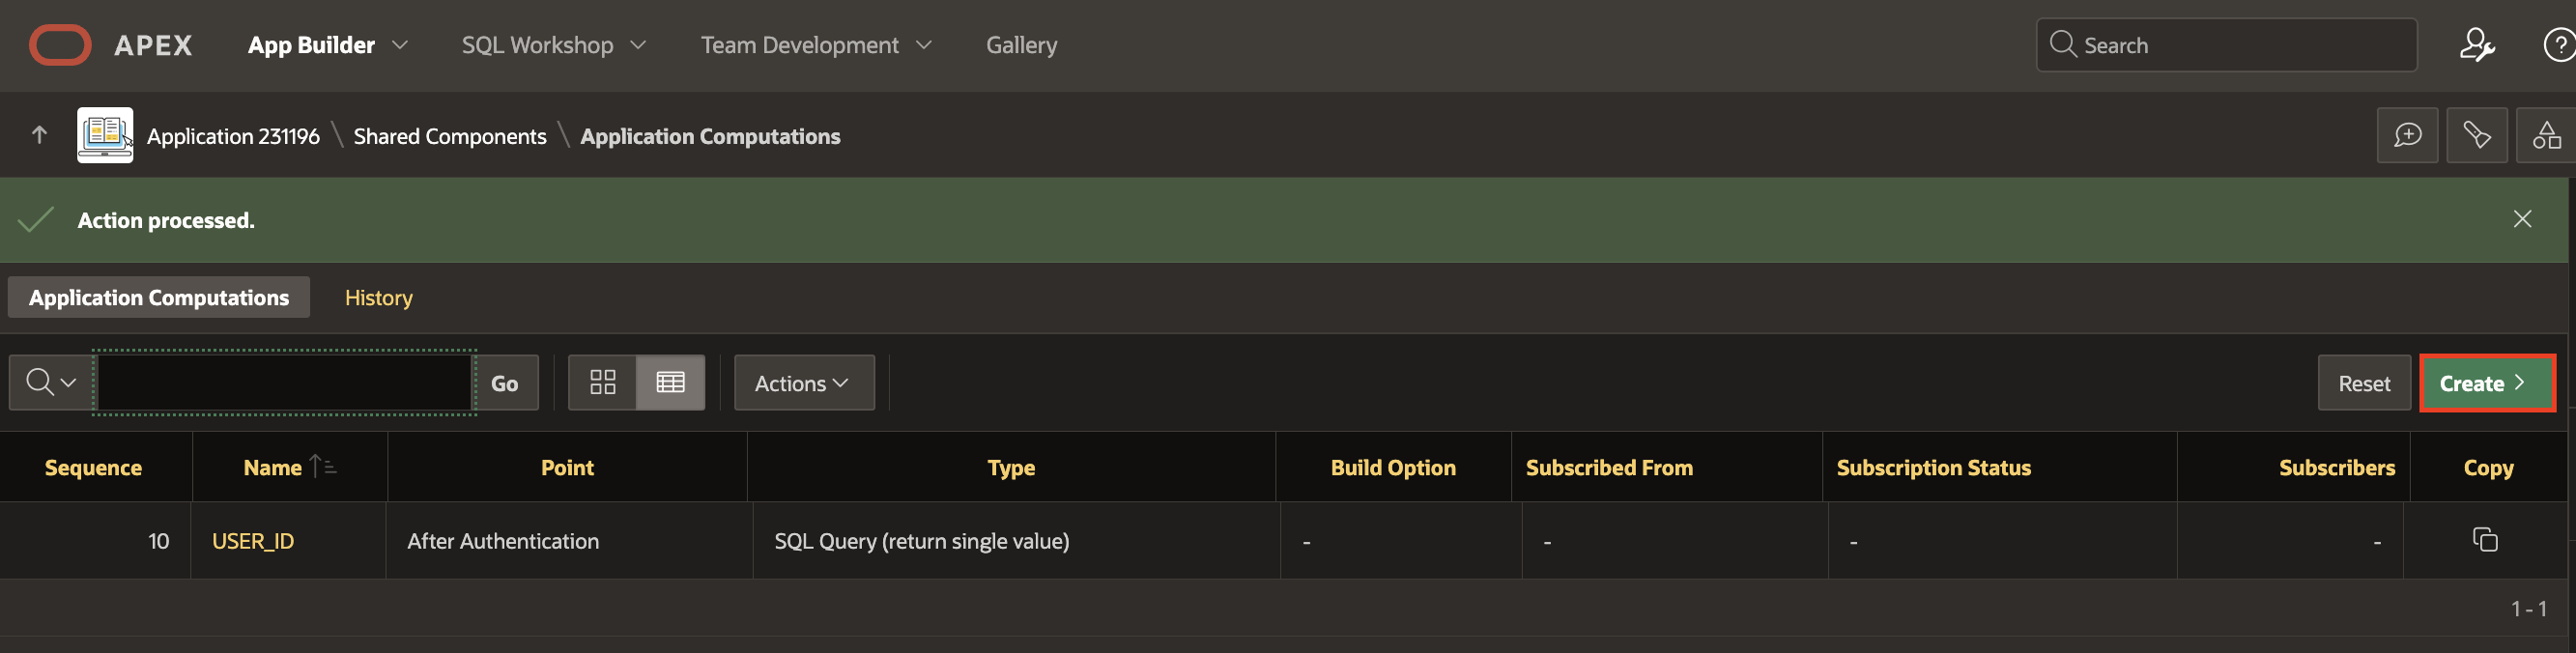 APEX App Builder SQL Workshop Team Development Gallery Search ?
Application 231196 \ Shared Components \ Application Computations
Action processed.
Application Computations History
Go Actions Reset Create
Sequence Name Point Type Build Option Subscribed From Subscription Status Subscribers Copy
10 USER_ID After Authentication SQL Query (return single value) - - - -
1 - 1